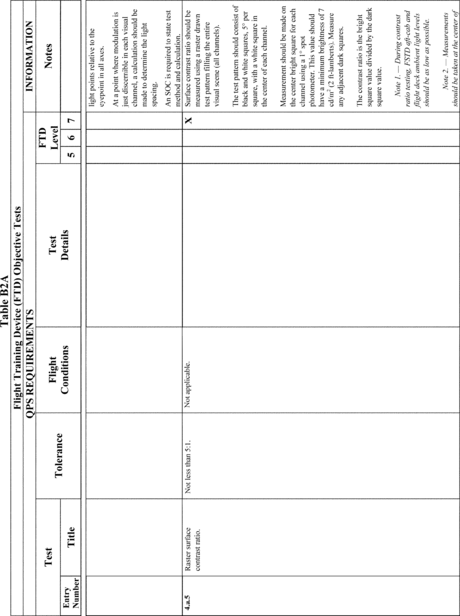 Table B2A
Flight Training Device (FTD) Objective Tests
QPS REQUIREMENTS
INFORMATION
Test
Tolerance
Flight
Conditions
Test
Details
FTD
Level
Notes
Entry
Number
Title
5 6 7
light points relative to the
eyepoint in all axes.
At a point where modulation is
just discernible in each visual
channel, a calculation should be
made to determine the light
spacing.
An SOC is required to state test
method and calculation.
4.a.5
Raster surface
contrast ratio.
Not less than 5:1.
Not applicable.
X
Surface contrast ratio should be
measured using a raster drawn
test pattern filling the entire
visual scene (all channels).
The test pattern should consist of
black and white squares, 5° per
square, with a white square in
the center of each channel.
Measurement should be made on
the center bright square for each
channel using a 1° spot
photometer. This value should
have a minimum brightness of 7
cd/m² (2 ft-lamberts). Measure
any adjacent dark squares.
The contrast ratio is the bright
square value divided by the dark
square value.
Note 1. — During contrast
ratio testing, FSTD aft-cab and
flight deck ambient light levels
should be as low as possible.
Note 2. — Measurements
should be taken at the center of